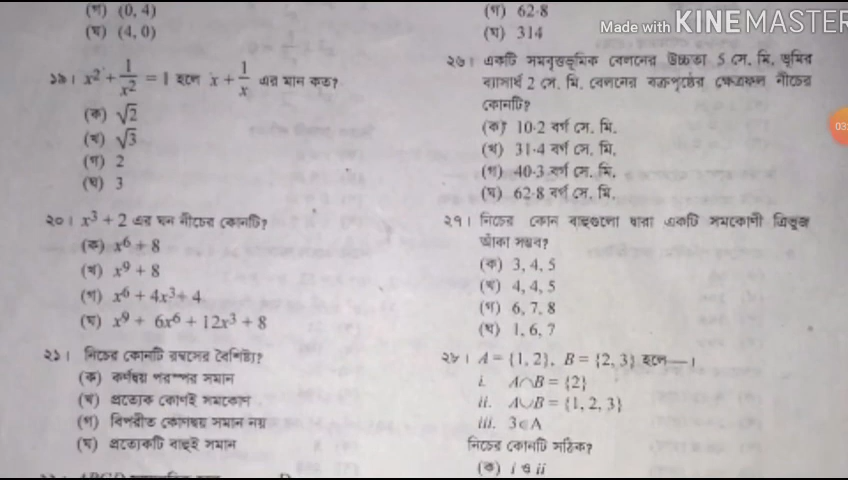 (গ) (0, 4)
(ঘ) (4, 0)
১৯। x² + 1/x² = 1 হলে x + 1/x এর মান কত?
(ক) √2
(খ) √3
(গ) 2
(ঘ) 3
২০। x³ + 2 এর ঘন নীচের কোনটি?
(ক) x⁶ + 8
(খ) x⁹ + 8
(গ) x⁶ + 4x³ + 4
(ঘ) x⁹ + 6x⁶ + 12x³ + 8
২১। নিচের কোনটি রম্বসের বৈশিষ্ট্য?
(ক) কর্ণদ্বয় পরস্পর সমান
(খ) প্রত্যেক কোণই সমকোণ
(গ) বিপরীত কোণদ্বয় সমান নয়
(ঘ) প্রত্যেকটি বাহুই সমান
(গ) 62·8
(ঘ) 314
Made with KINEMASTER
২৬। একটি সমবৃত্তভূমিক বেলনের উচ্চতা 5 সে. মি. ভূমির
ব্যাসার্ধ 2 সে. মি. বেলনের বক্রপৃষ্ঠের ক্ষেত্রফল নীচের
কোনটি?
(ক) 10·2 বর্গ সে. মি.
(খ) 31·4 বর্গ সে. মি.
(গ) 40·3 বর্গ সে. মি.
(ঘ) 62·8 বর্গ সে. মি.
২৭। নিচের কোন বাহুগুলো দ্বারা একটি সমকোণী ত্রিভুজ
আঁকা সম্ভব?
(ক) 3, 4, 5
(খ) 4, 4, 5
(গ) 6, 7, 8
(ঘ) 1, 6, 7
২৮। A = {1, 2}, B = {2, 3} হলে—।
i. A∩B = {2}
ii. A∪B = {1, 2, 3}
iii. 3∈A
নিচের কোনটি সঠিক?
(ক) i ও ii